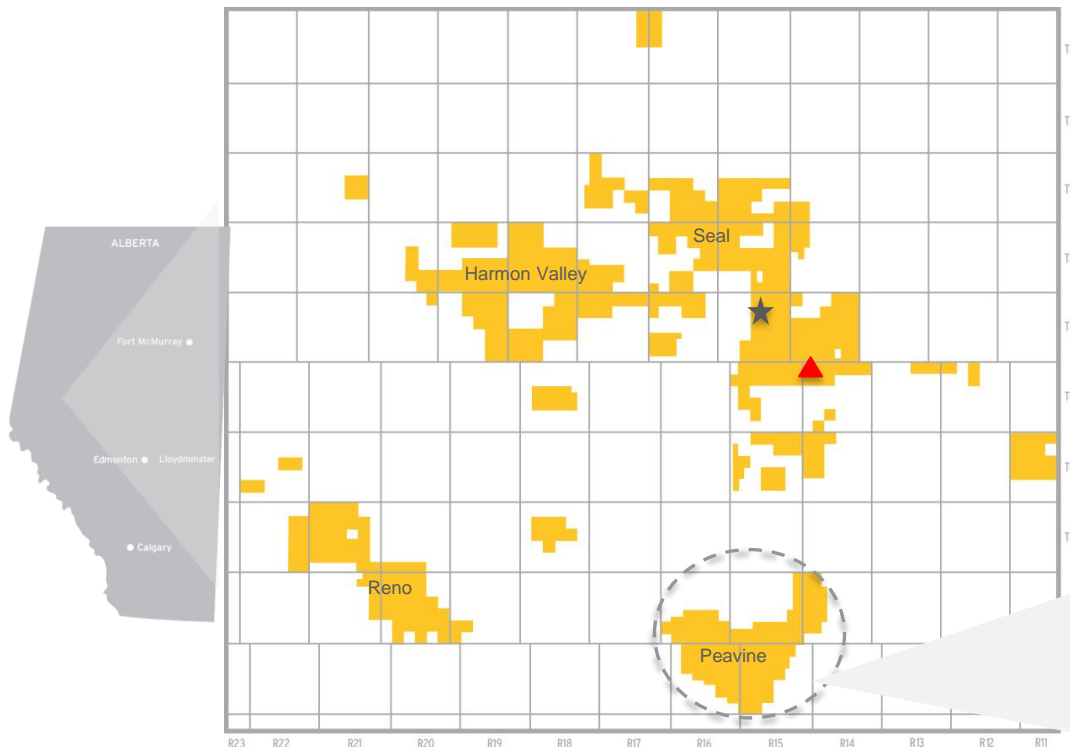 T
T
T
Seal
T
ALBERTA
Harmon Valley
Fort McMurray
T
T
Edmonton Lloydminster
T
T
Calgary
Reno
Peavine
R23 R22 R21 R20 R19 R18 R17 R16 R15 R14 R13 R12 R11